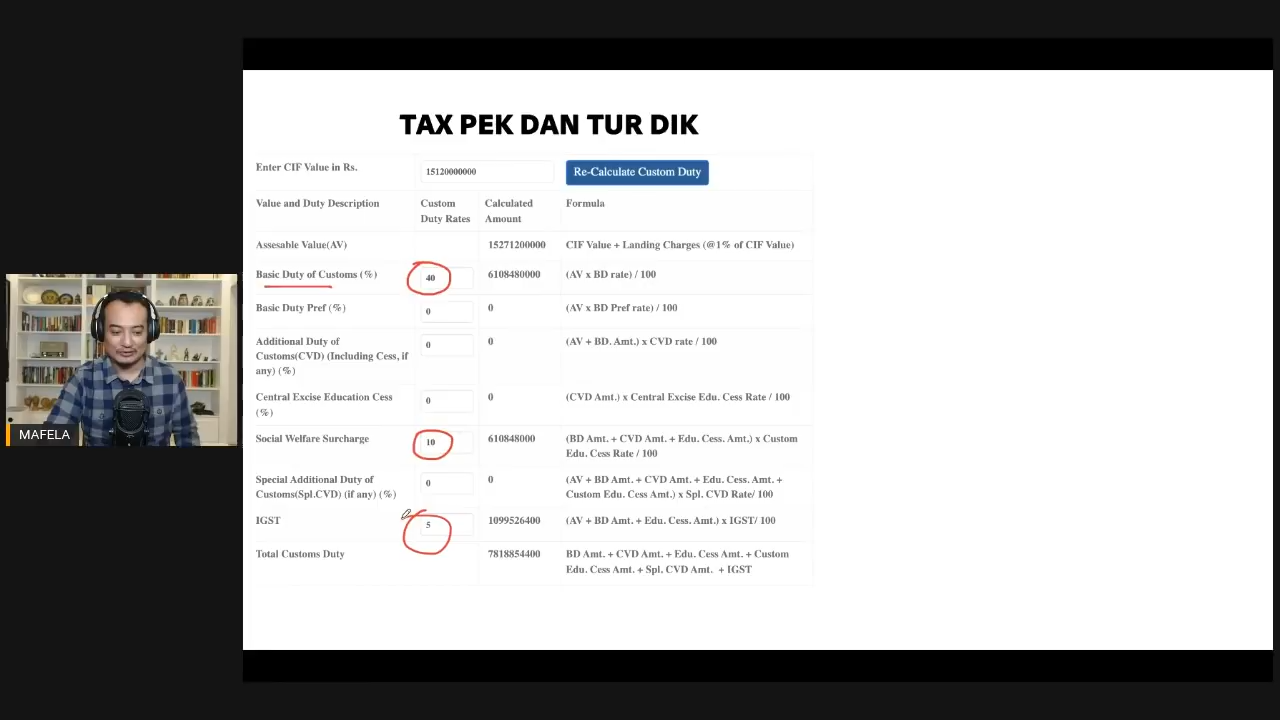 TAX PEK DAN TUR DIK
Enter CIF Value in Rs. 15120000000 Re-Calculate Custom Duty
Value and Duty Description Custom Duty Rates Calculated Amount Formula
Assesable Value(AV) 15271200000 CIF Value + Landing Charges (@1% of CIF Value)
Basic Duty of Customs (%) 40 6108480000 (AV x BD rate) / 100
Basic Duty Pref (%) 0 0 (AV x BD Pref rate) / 100
Additional Duty of Customs(CVD) (Including Cess, if any) (%) 0 0 (AV + BD. Amt.) x CVD rate / 100
Central Excise Education Cess (%) 0 0 (CVD Amt.) x Central Excise Edu. Cess Rate / 100
Social Welfare Surcharge 10 610848000 (BD Amt. + CVD Amt. + Edu. Cess. Amt.) x Custom Edu. Cess Rate / 100
Special Additional Duty of Customs(Spl.CVD) (if any) (%) 0 0 (AV + BD Amt. + CVD Amt. + Edu. Cess. Amt. + Custom Edu. Cess Amt.) x Spl. CVD Rate/ 100
IGST 5 1099526400 (AV + BD Amt. + Edu. Cess. Amt.) x IGST/ 100
Total Customs Duty 7818854400 BD Amt. + CVD Amt. + Edu. Cess Amt. + Custom Edu. Cess Amt. + Spl. CVD Amt. + IGST
MAFELA